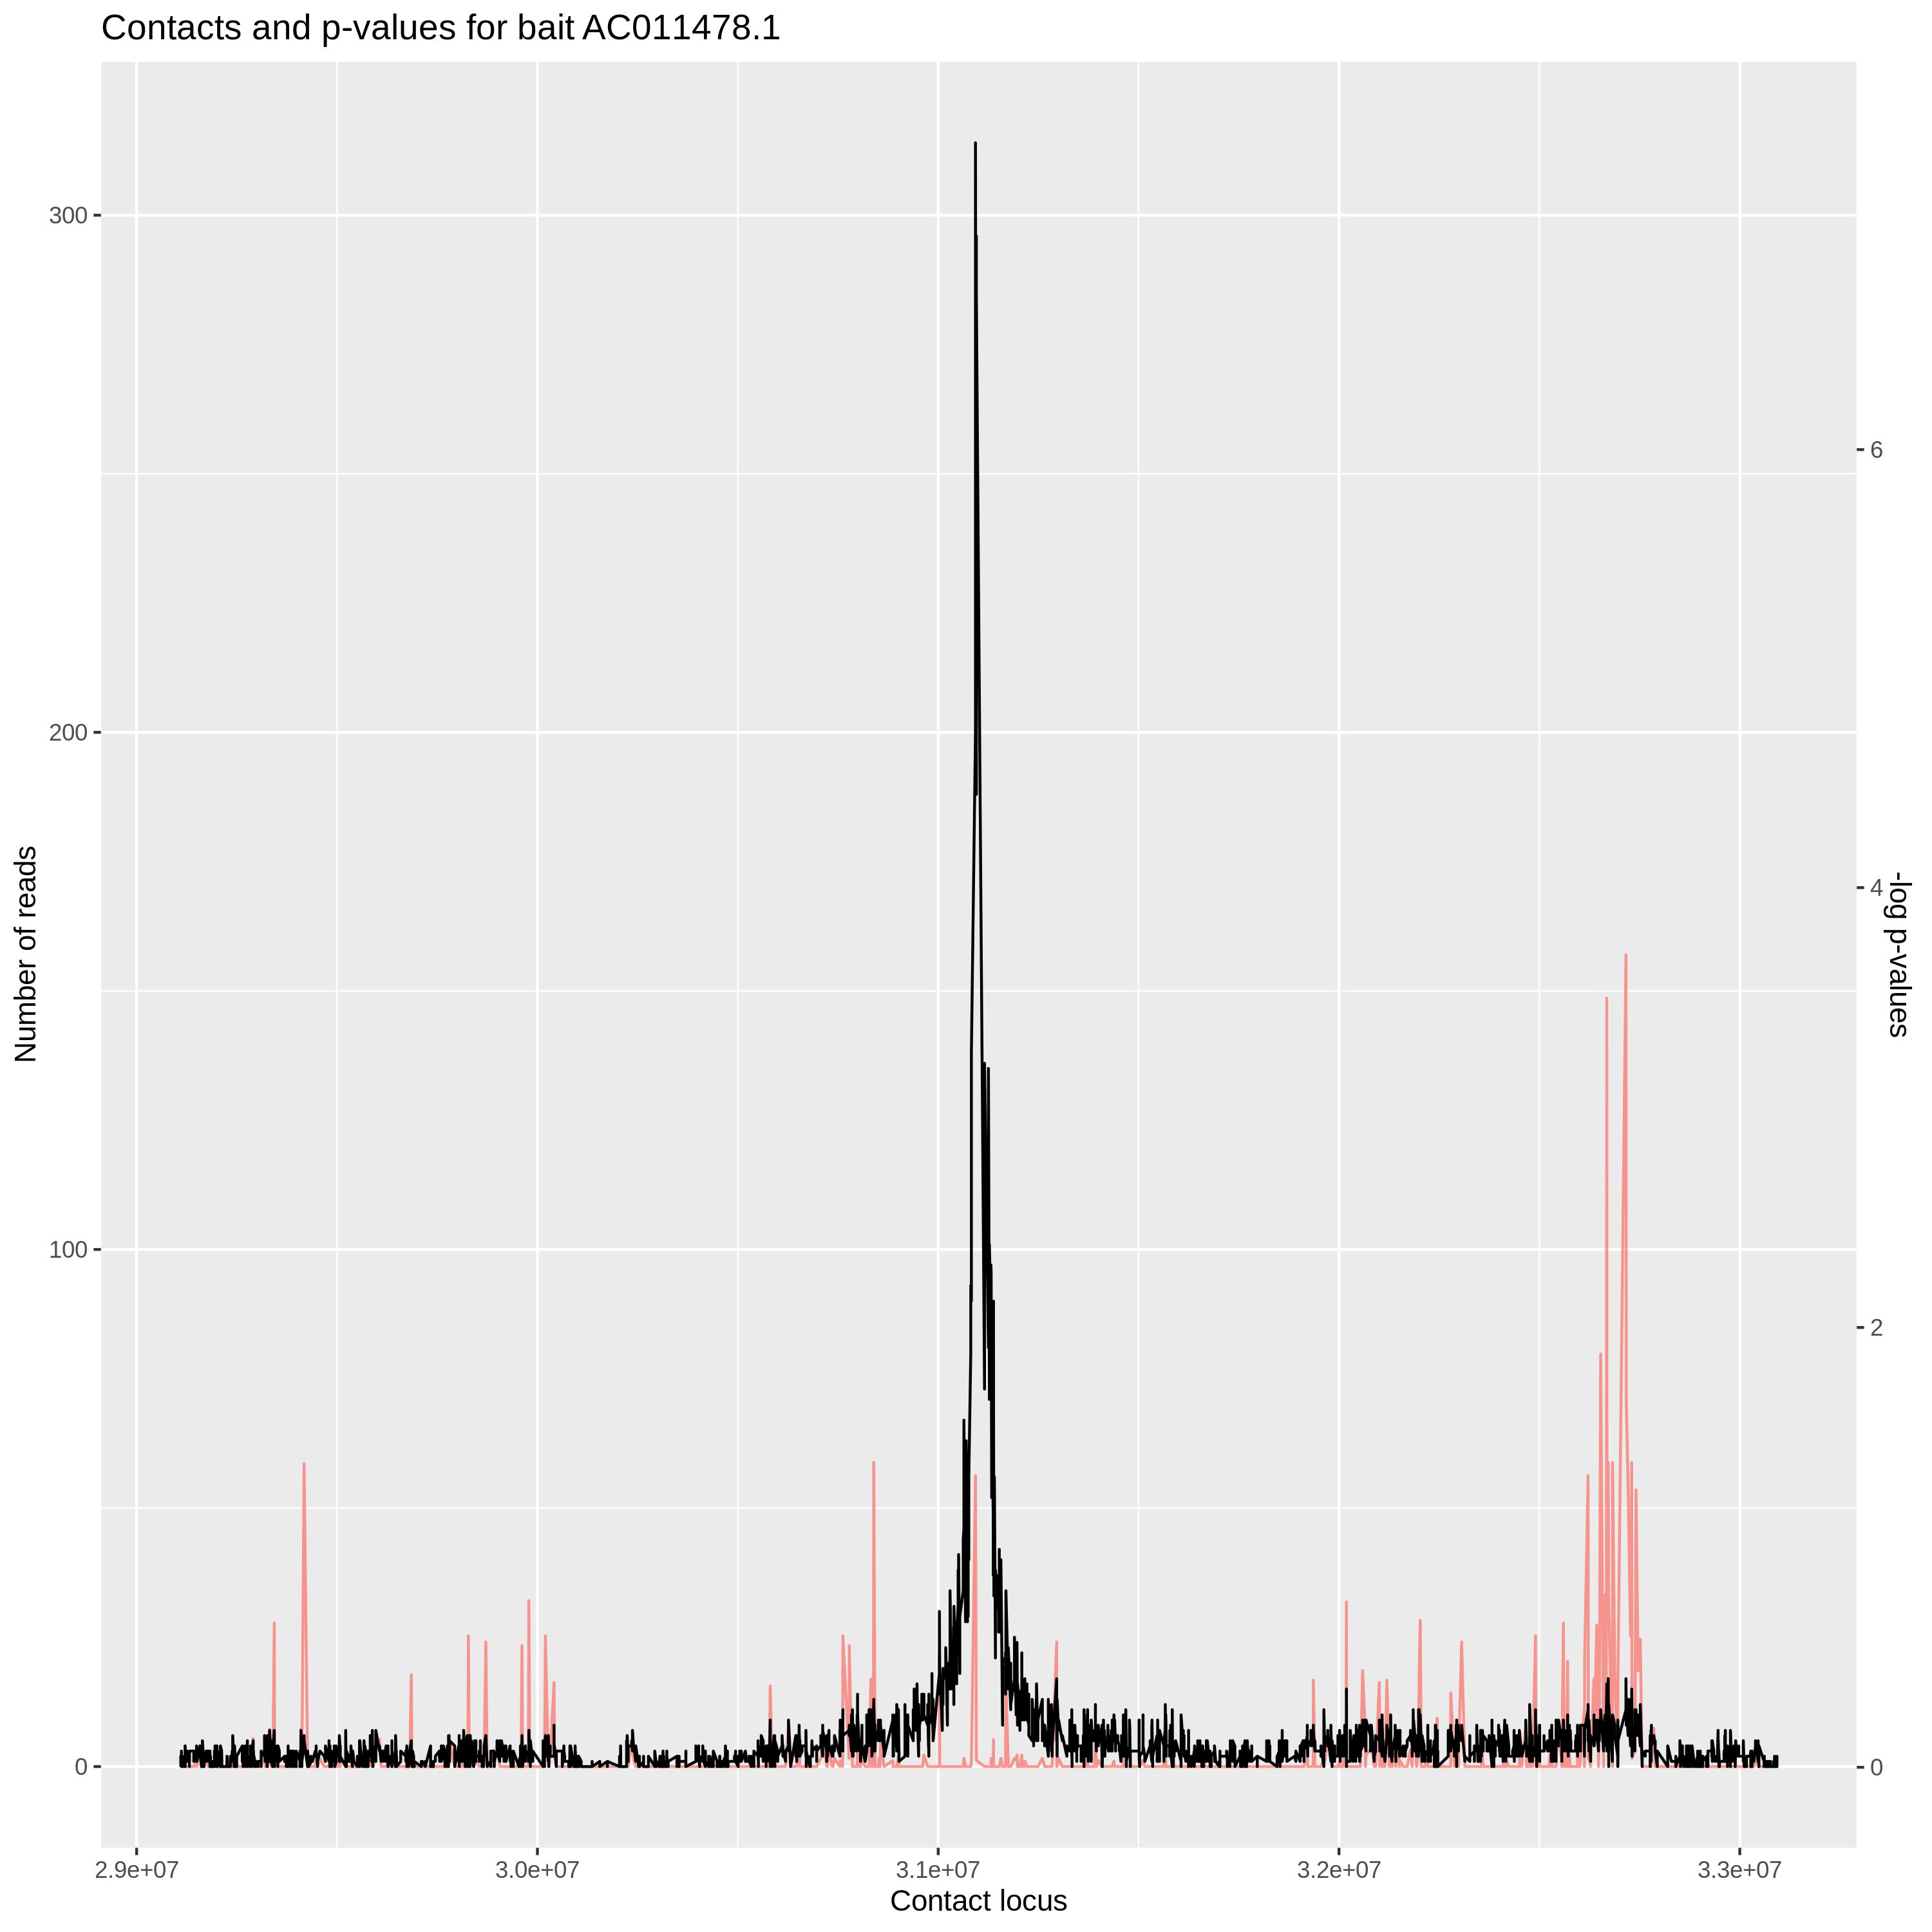 Contacts and p-values for bait AC011478.1
300
200
100
0
Number of reads
6
4
2
0
-log p-values
2.9e+07 3.0e+07 3.1e+07 3.2e+07 3.3e+07
Contact locus